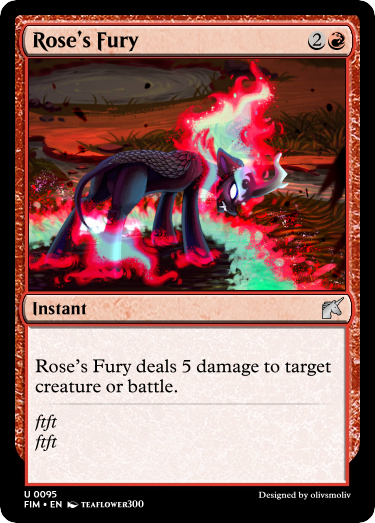 Rose's Fury 2
Instant
Rose's Fury deals 5 damage to target
creature or battle.
ftft
ftft
U 0095
FIM • EN TEAFLOWER300
Designed by olivsmoliv